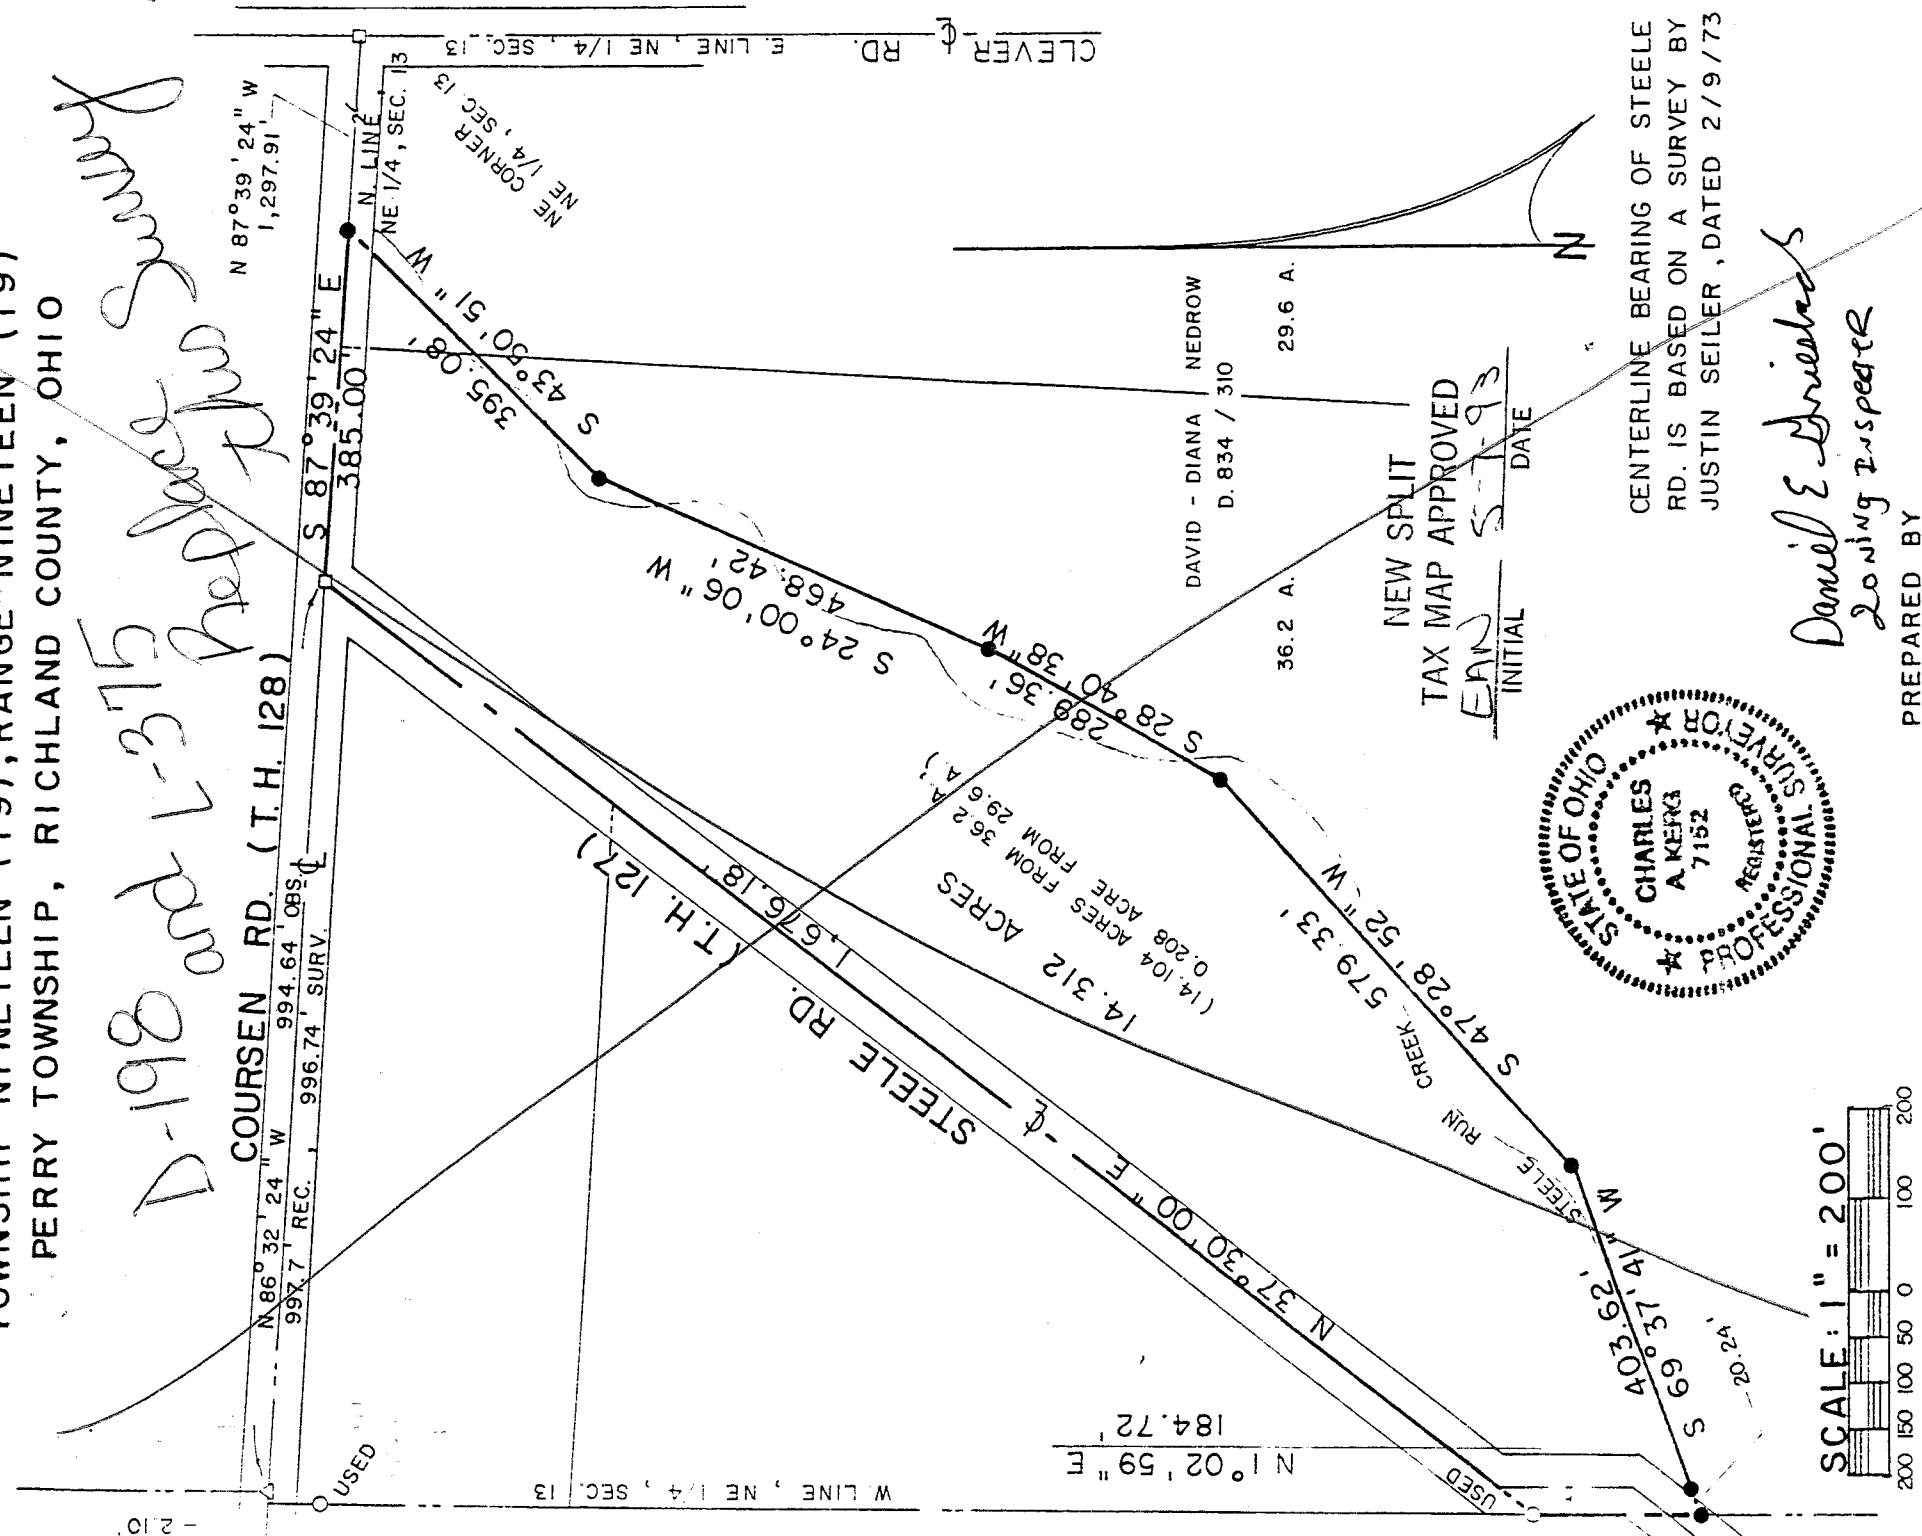 PERRY TOWNSHIP, RICHLAND COUNTY, OHIO
D-198 and L-375
Replace This Survey
COURSEN RD. (T. H. 128)
N 86° 32' 24" W 994.64' OBS. ℄
997.7' REC., 996.74' SURV.
S 87° 39' 24" E
385.00'
N 87° 39' 24" W
1,297.91'
N. LINE,
NE 1/4, SEC. 13
NE CORNER
NE 1/4, SEC. 13
CLEVER RD. ℄
E. LINE, NE 1/4, SEC. 13
S 43° 50' 51" W
395.08'
S 24° 00' 06" W
468.42'
S 28° 40' 38" W
289.36'
S 47° 28' 52" W
579.33'
S 69° 37' 41" W
403.62'
20.24'
N 1° 02' 59" E
184.72'
W. LINE, NE 1/4, SEC. 13
USED
USED
2.10'
STEELE RD. (T.H. 127)
N 37° 30' 00" E ℄ 1,676.18'
14.312 ACRES
(14.104 ACRES FROM 36.2 A.)
0.208 ACRE FROM 29.6 A.
STEELE RUN CREEK
DAVID - DIANA NEDROW
D. 834 / 310
36.2 A. 29.6 A.
N
NEW SPLIT
TAX MAP APPROVED
INITIAL DATE
CENTERLINE BEARING OF STEELE
RD. IS BASED ON A SURVEY BY
JUSTIN SEILER, DATED 2/9/73
Daniel E.
Zoning Inspector
PREPARED BY
STATE OF OHIO
CHARLES
A KERG
7152
REGISTERED
PROFESSIONAL SURVEYOR
SCALE: 1" = 200'
200 150 100 50 0 100 200